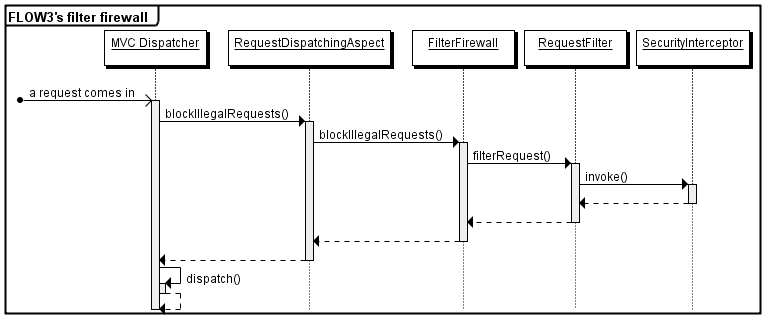 FLOW3's filter firewall
MVC Dispatcher
RequestDispatchingAspect
FilterFirewall
RequestFilter
SecurityInterceptor
a request comes in
blockIllegalRequests()
blockIllegalRequests()
filterRequest()
invoke()
dispatch()